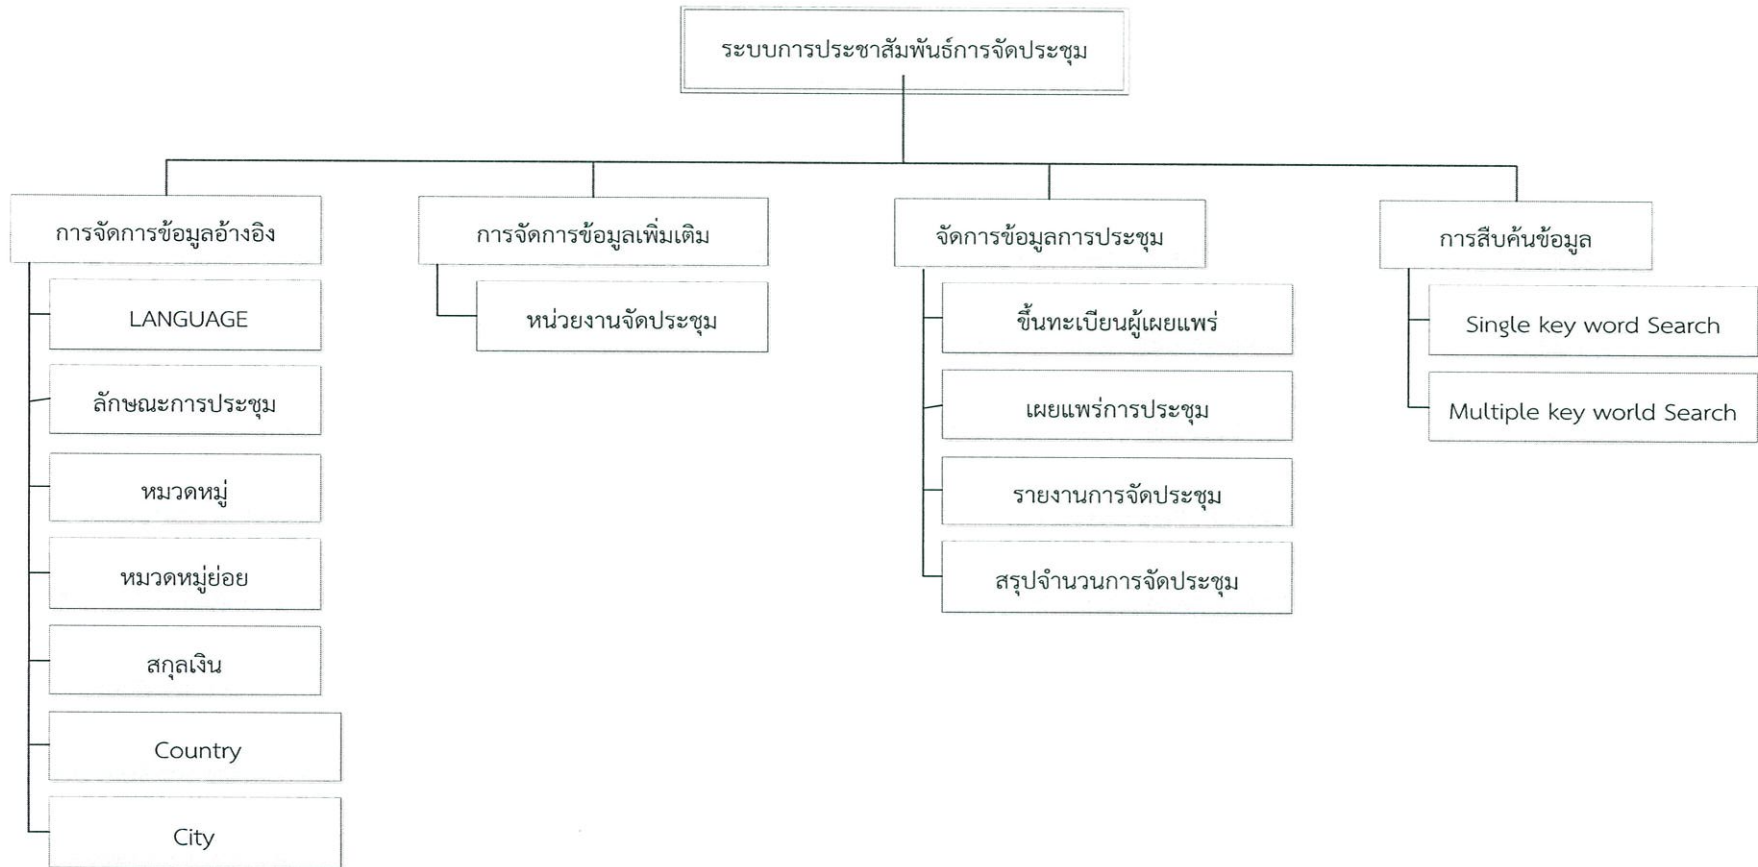 ระบบการประชาสัมพันธ์การจัดประชุม
การจัดการข้อมูลอ้างอิง
LANGUAGE
ลักษณะการประชุม
หมวดหมู่
หมวดหมู่ย่อย
สกุลเงิน
Country
City
การจัดการข้อมูลเพิ่มเติม
หน่วยงานจัดประชุม
จัดการข้อมูลการประชุม
ขึ้นทะเบียนผู้เผยแพร่
เผยแพร่การประชุม
รายงานการจัดประชุม
สรุปจำนวนการจัดประชุม
การสืบค้นข้อมูล
Single key word Search
Multiple key world Search